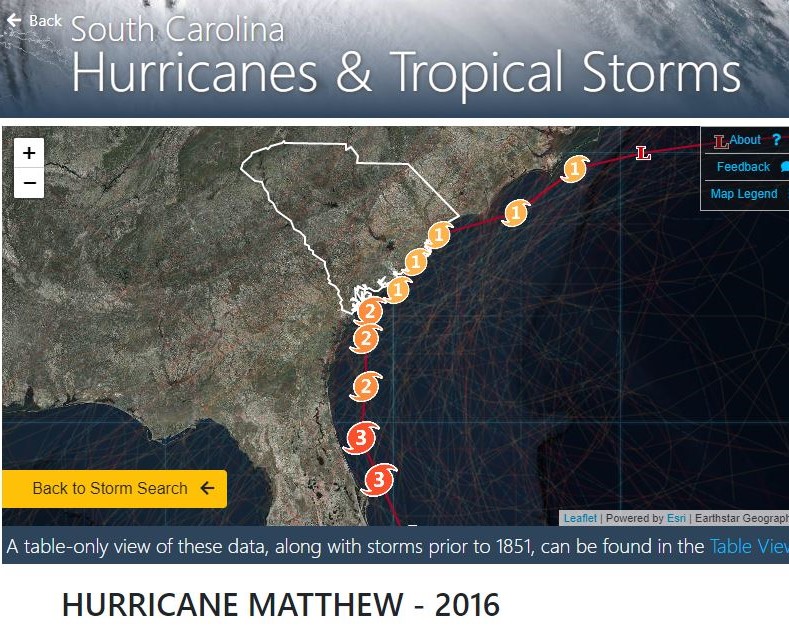 Back
South Carolina
Hurricanes & Tropical Storms
+
−
About ?
Feedback
Map Legend
L
L
1
1
1
1
1
2
2
2
3
3
Back to Storm Search
Leaflet | Powered by Esri | Earthstar Geograph
A table-only view of these data, along with storms prior to 1851, can be found in the Table View
HURRICANE MATTHEW - 2016